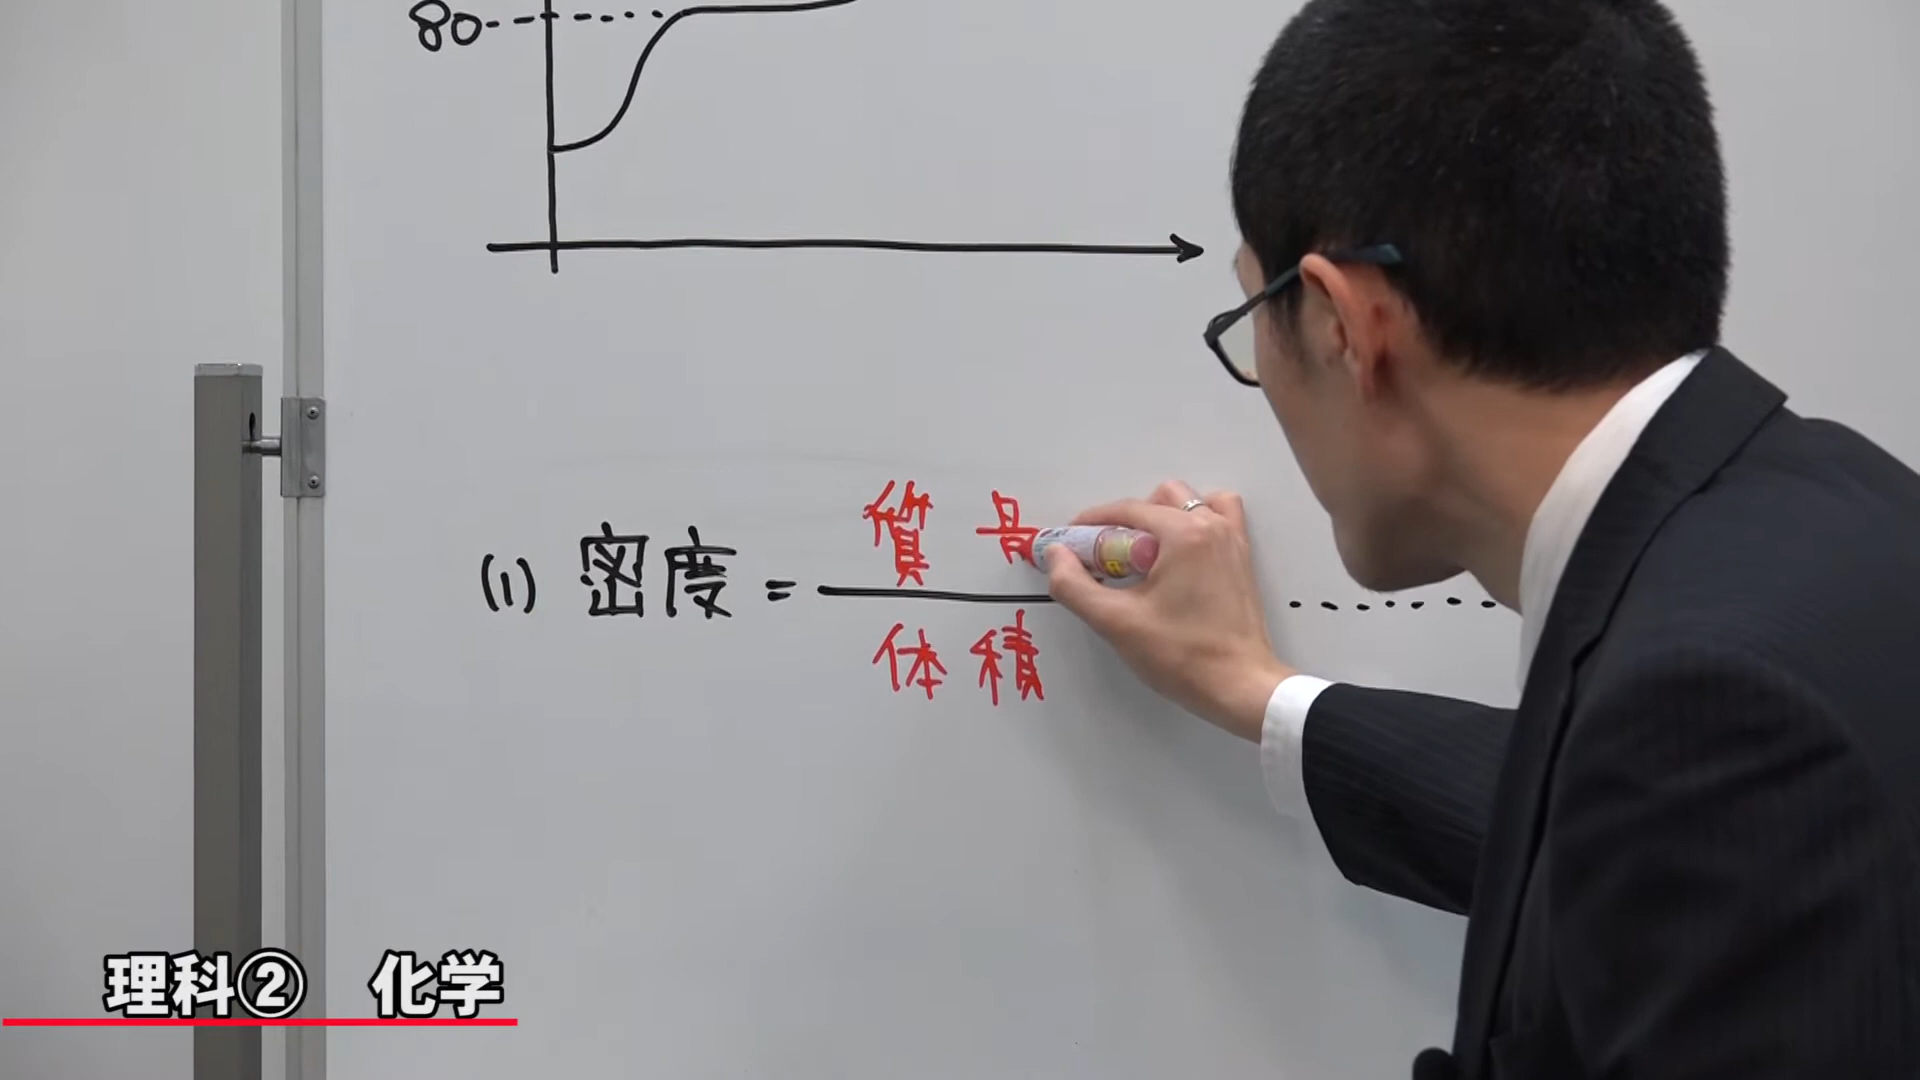 80
(1) 密度 = 質量
体積
理科② 化学